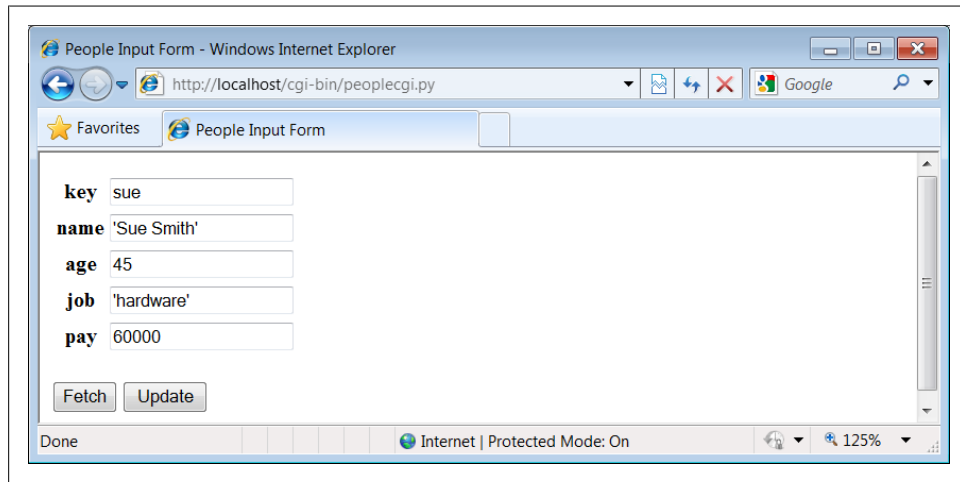 People Input Form - Windows Internet Explorer
http://localhost/cgi-bin/peoplecgi.py
Google
Favorites
People Input Form
key sue
name 'Sue Smith'
age 45
job 'hardware'
pay 60000
Fetch Update
Done Internet | Protected Mode: On 125%